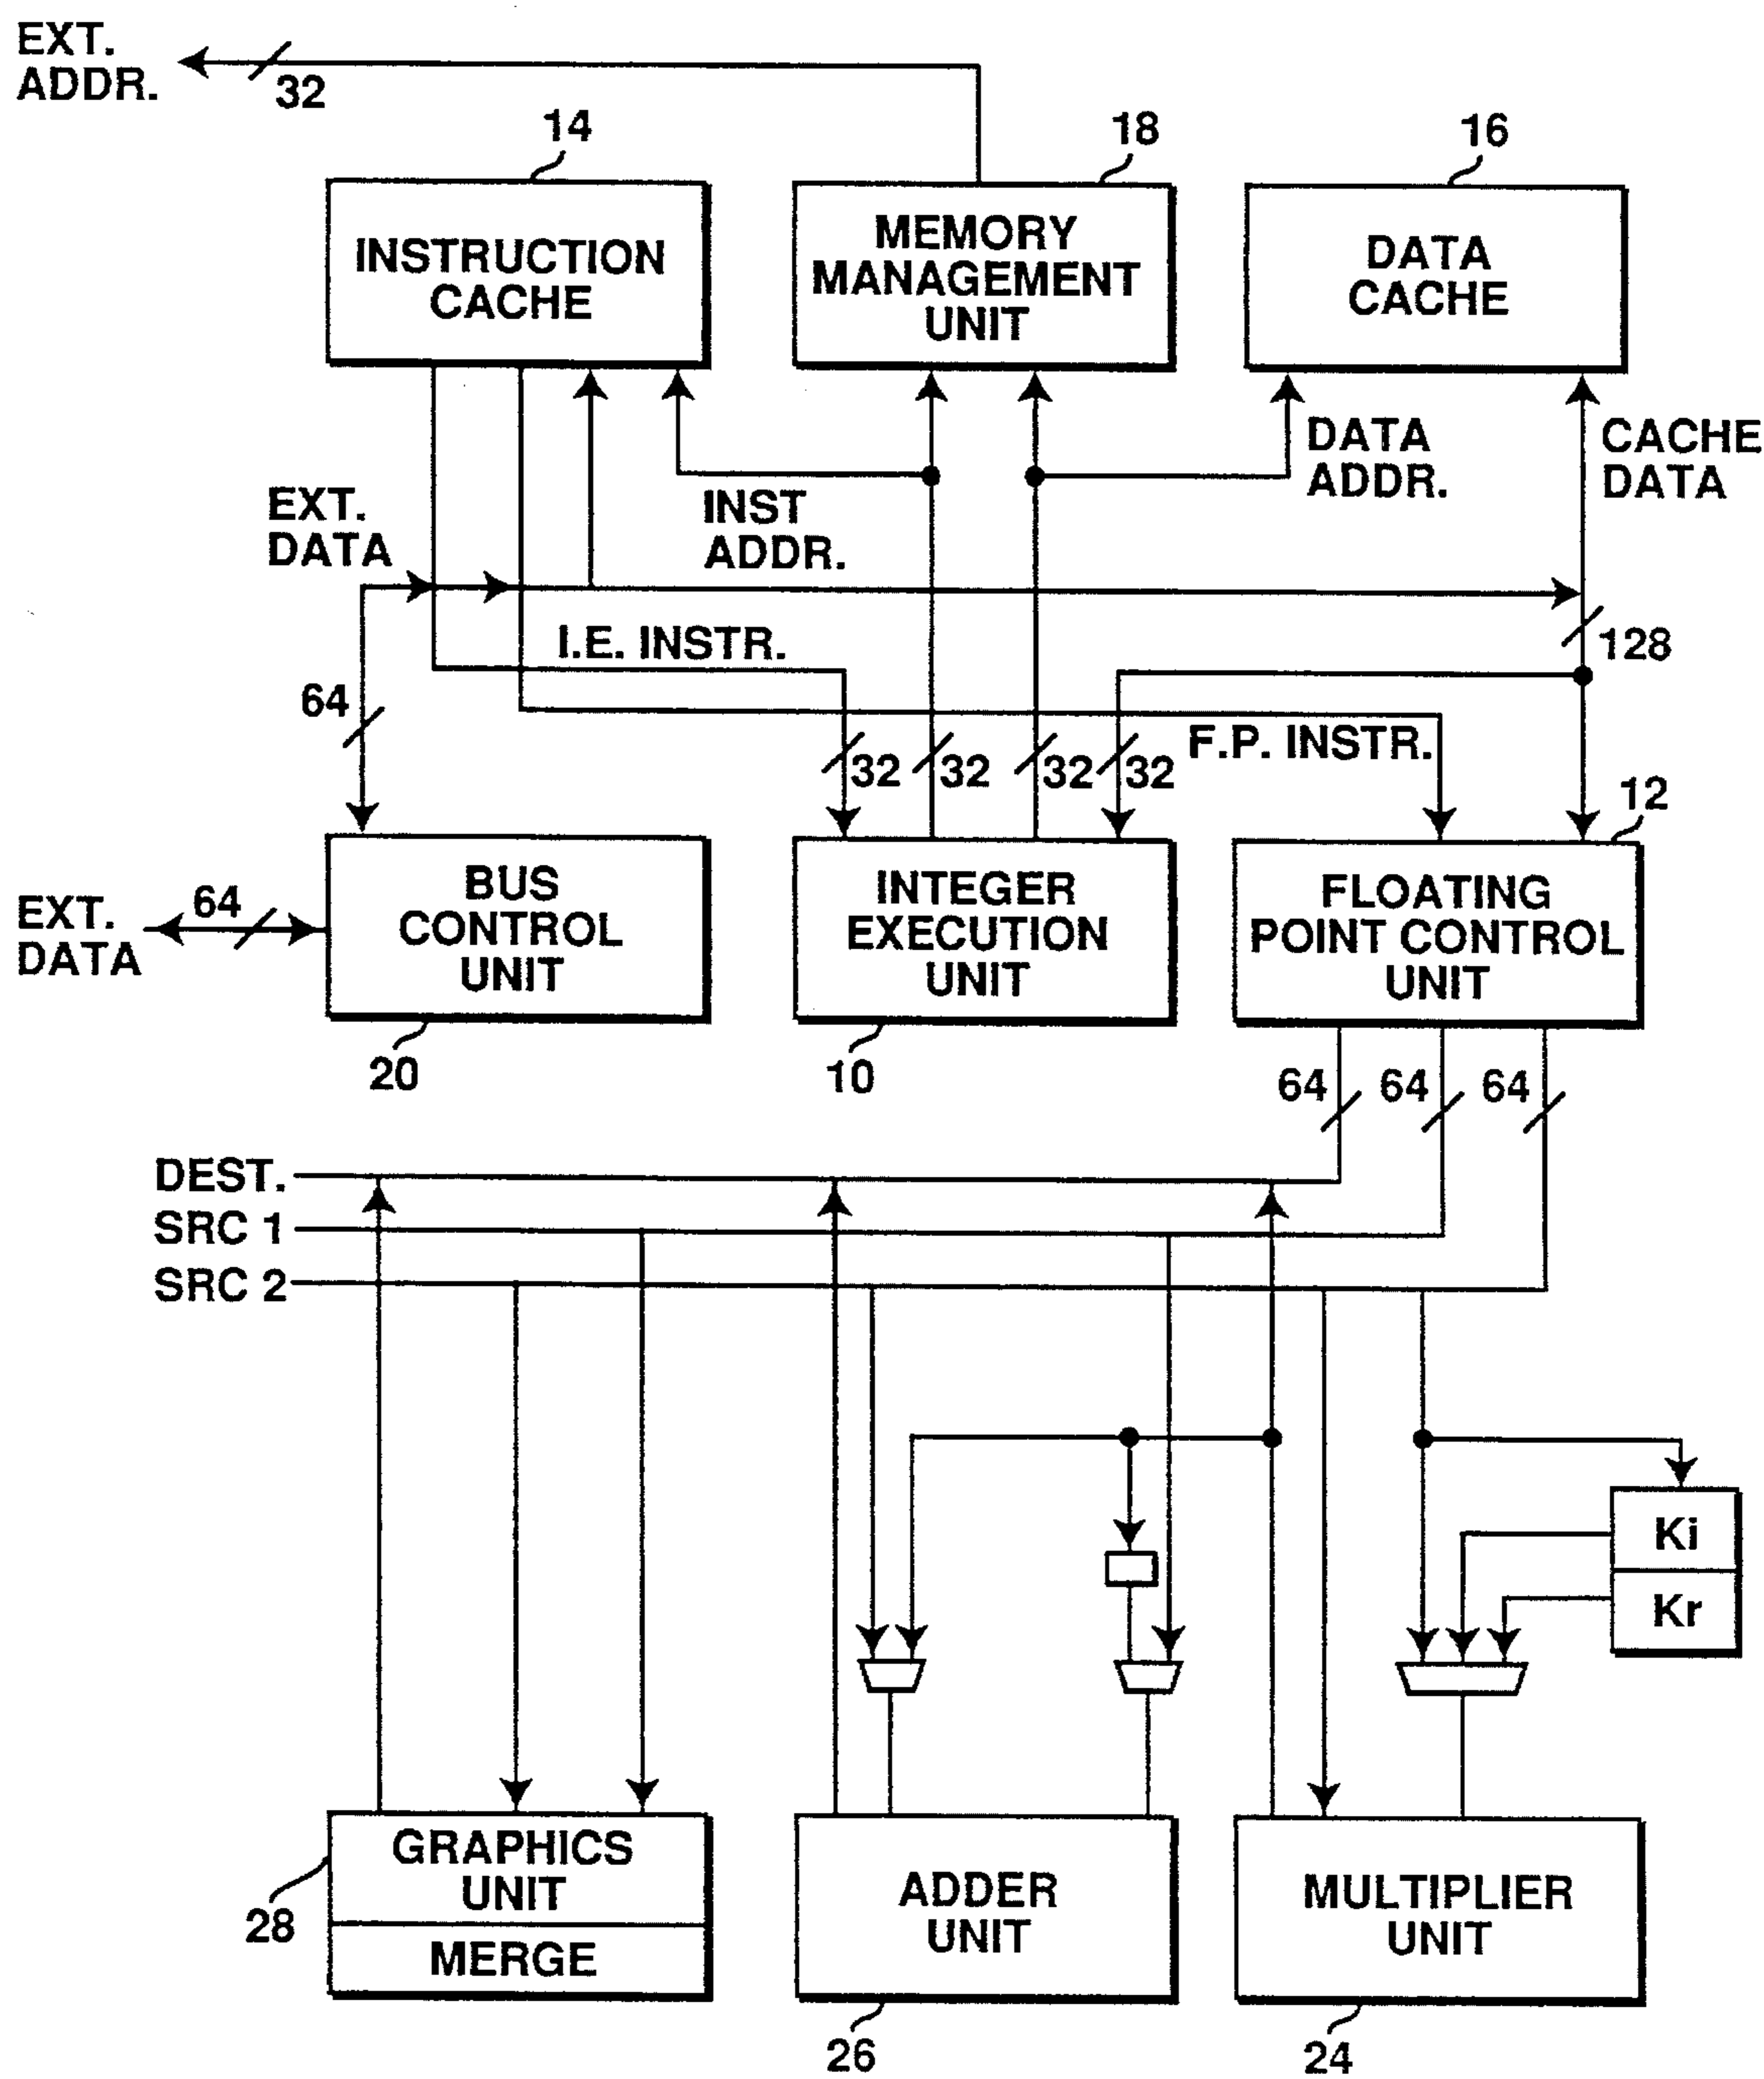 EXT.
ADDR.
32
14
18
16
INSTRUCTION
CACHE
MEMORY
MANAGEMENT
UNIT
DATA
CACHE
DATA
ADDR.
CACHE
DATA
EXT.
DATA
INST
ADDR.
I.E. INSTR.
128
64
32
32
32
32
F.P. INSTR.
12
EXT.
DATA
64
BUS
CONTROL
UNIT
INTEGER
EXECUTION
UNIT
FLOATING
POINT CONTROL
UNIT
20
10
64
64
64
DEST.
SRC 1
SRC 2
Ki
Kr
GRAPHICS
UNIT
MERGE
28
ADDER
UNIT
26
MULTIPLIER
UNIT
24